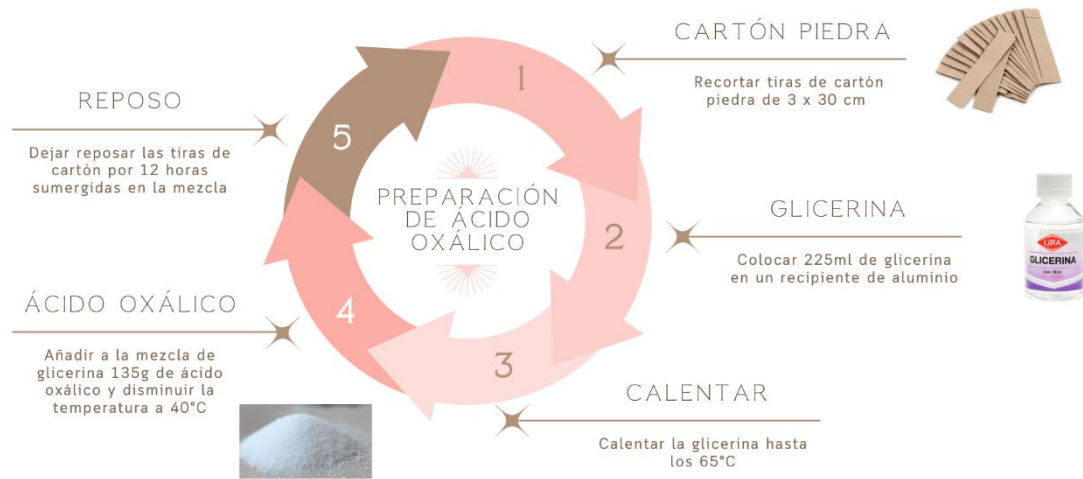 PREPARACIÓN
DE ÁCIDO
OXÁLICO
1
CARTÓN PIEDRA
Recortar tiras de cartón
piedra de 3 x 30 cm
2
GLICERINA
Colocar 225ml de glicerina
en un recipiente de aluminio
LIRA
GLICERINA
3
CALENTAR
Calentar la glicerina hasta
los 65°C
4
ÁCIDO OXÁLICO
Añadir a la mezcla de
glicerina 135g de ácido
oxálico y disminuir la
temperatura a 40°C
5
REPOSO
Dejar reposar las tiras de
cartón por 12 horas
sumergidas en la mezcla